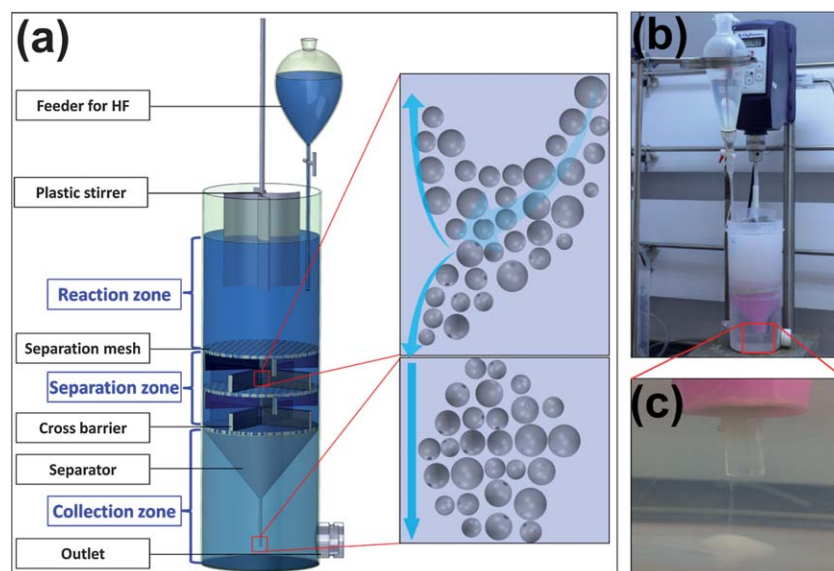 (a)
Feeder for HF
Plastic stirrer
Reaction zone
Separation mesh
Separation zone
Cross barrier
Separator
Collection zone
Outlet
(b)
(c)